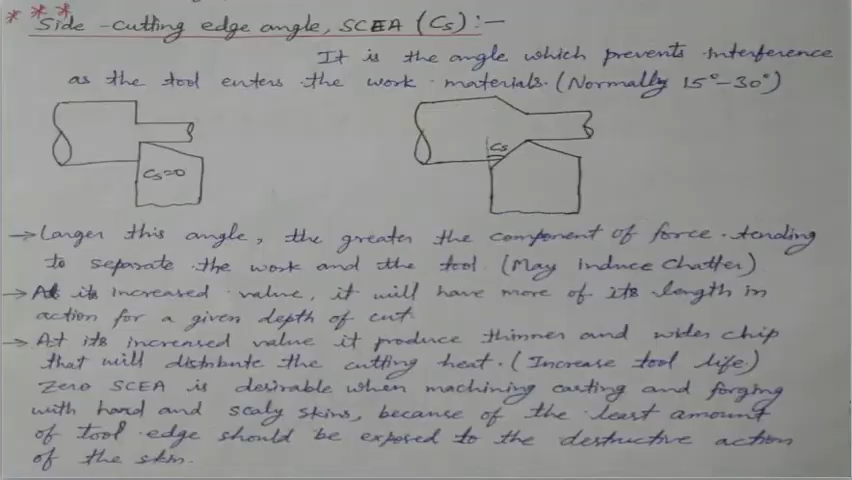 * * *
Side-cutting edge angle, SCEA (Cs):-
It is the angle which prevents interference
as the tool enters the work materials. (Normally 15°-30°)
Cs=0
Cs
→ Larger this angle, the greater the component of force tending
to separate the work and the tool. (May induce Chatter)
→ At its increased value, it will have more of its length in
action for a given depth of cut.
→ At its increased value it produce thinner and wider chip
that will distribute the cutting heat. (Increase tool life)
Zero SCEA is desirable when machining casting and forging
with hard and scaly skins, because of the least amount
of tool edge should be exposed to the destructive action
of the skin.